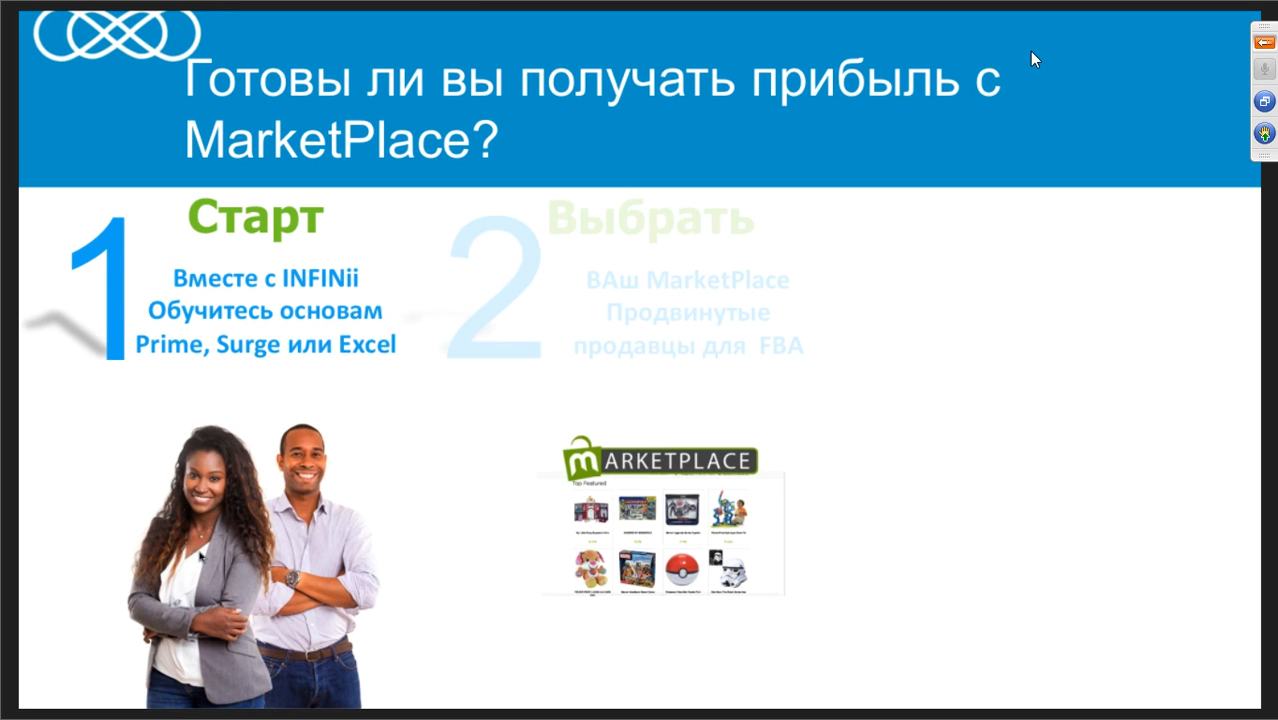 Готовы ли вы получать прибыль с
MarketPlace?
1
Старт
Вместе с INFINii
Обучитесь основам
Prime, Surge или Excel
2
Выбрать
ВАш MarketPlace
Продвинутые
продавцы для FBA
mARKETPLACE
Top Featured